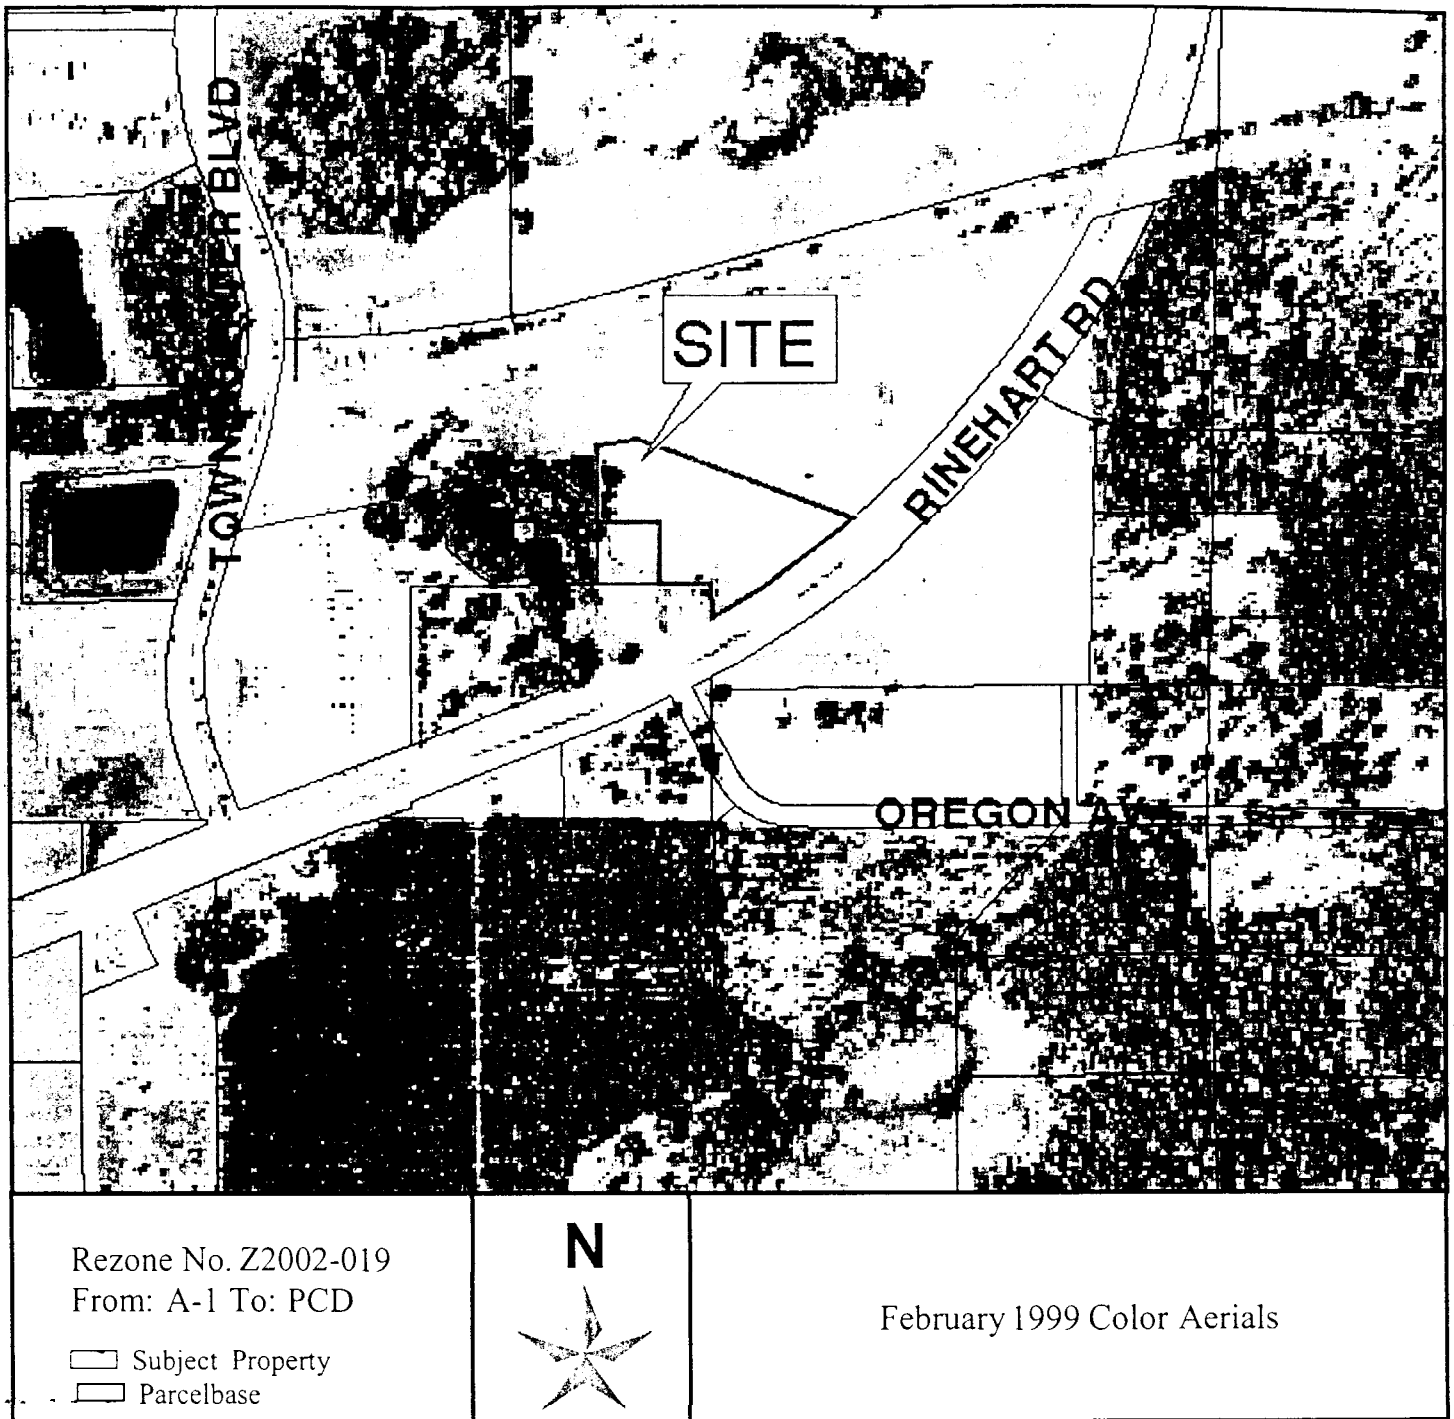 TOWN CENTER BLVD
SITE
RINEHART RD
OREGON AV
Rezone No. Z2002-019
From: A-1 To: PCD
Subject Property
Parcelbase
N
February 1999 Color Aerials